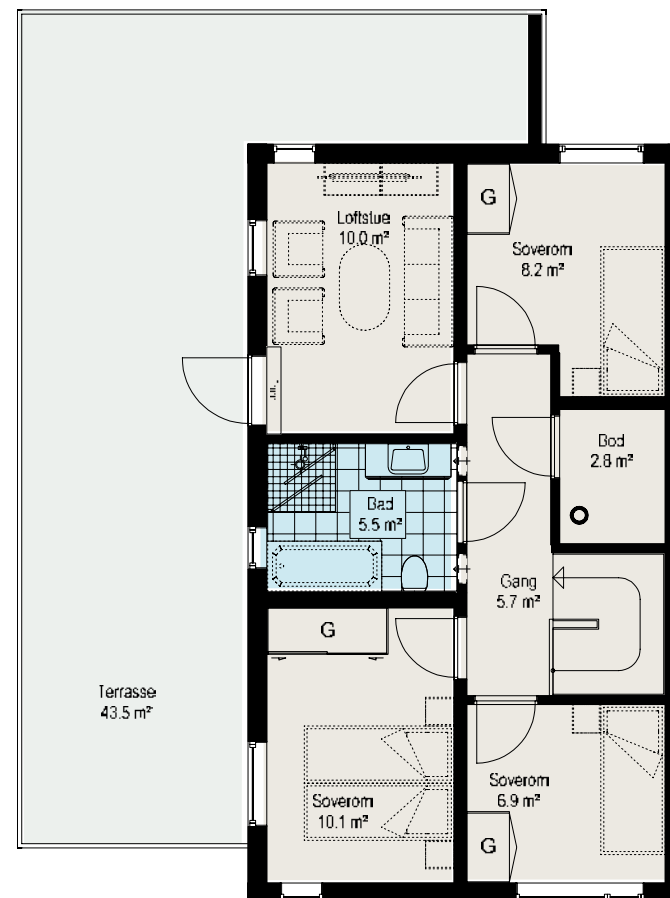 G
Loftstue
10.0 m²
Soverom
8.2 m²
Bod
2.8 m²
Bad
5.5 m²
Gang
5.7 m²
G
Terrasse
43.5 m²
Soverom
10.1 m²
Soverom
6.9 m²
G